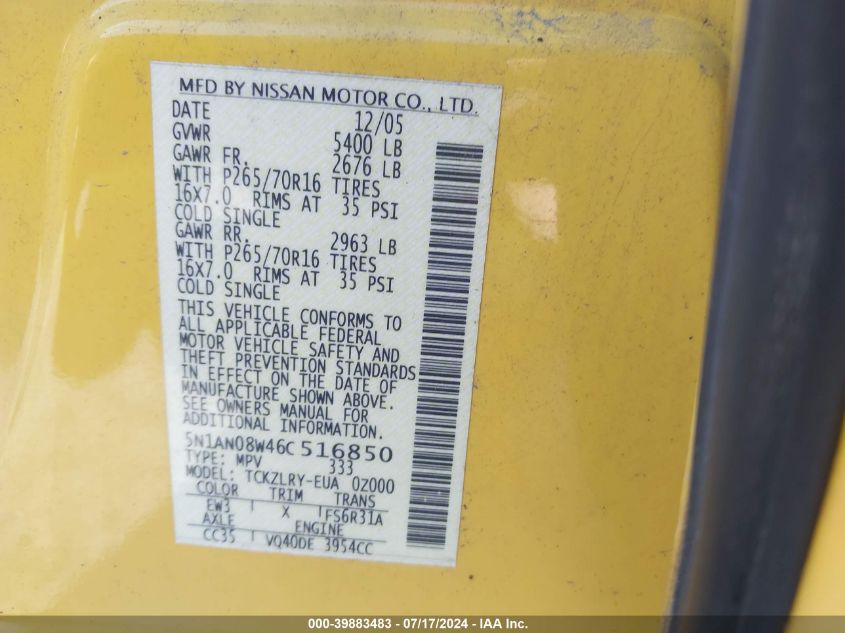 MFD BY NISSAN MOTOR CO., LTD.
DATE 12/05
GVWR 5400 LB
GAWR FR. 2676 LB
WITH P265/70R16 TIRES
16X7.0 RIMS AT 35 PSI
COLD SINGLE
GAWR RR. 2963 LB
WITH P265/70R16 TIRES
16X7.0 RIMS AT 35 PSI
COLD SINGLE
THIS VEHICLE CONFORMS TO
ALL APPLICABLE FEDERAL
MOTOR VEHICLE SAFETY AND
THEFT PREVENTION STANDARDS
IN EFFECT ON THE DATE OF
MANUFACTURE SHOWN ABOVE.
SEE OWNERS MANUAL FOR
ADDITIONAL INFORMATION.
5N1AN08W46C516850
TYPE: MPV 333
MODEL: TCKZLRY-EUA 0Z000
COLOR TRIM TRANS
EW3 X FS6R31A
AXLE ENGINE
CC35 VQ40DE 3954CC
000-39883483 - 07/17/2024 - IAA Inc.